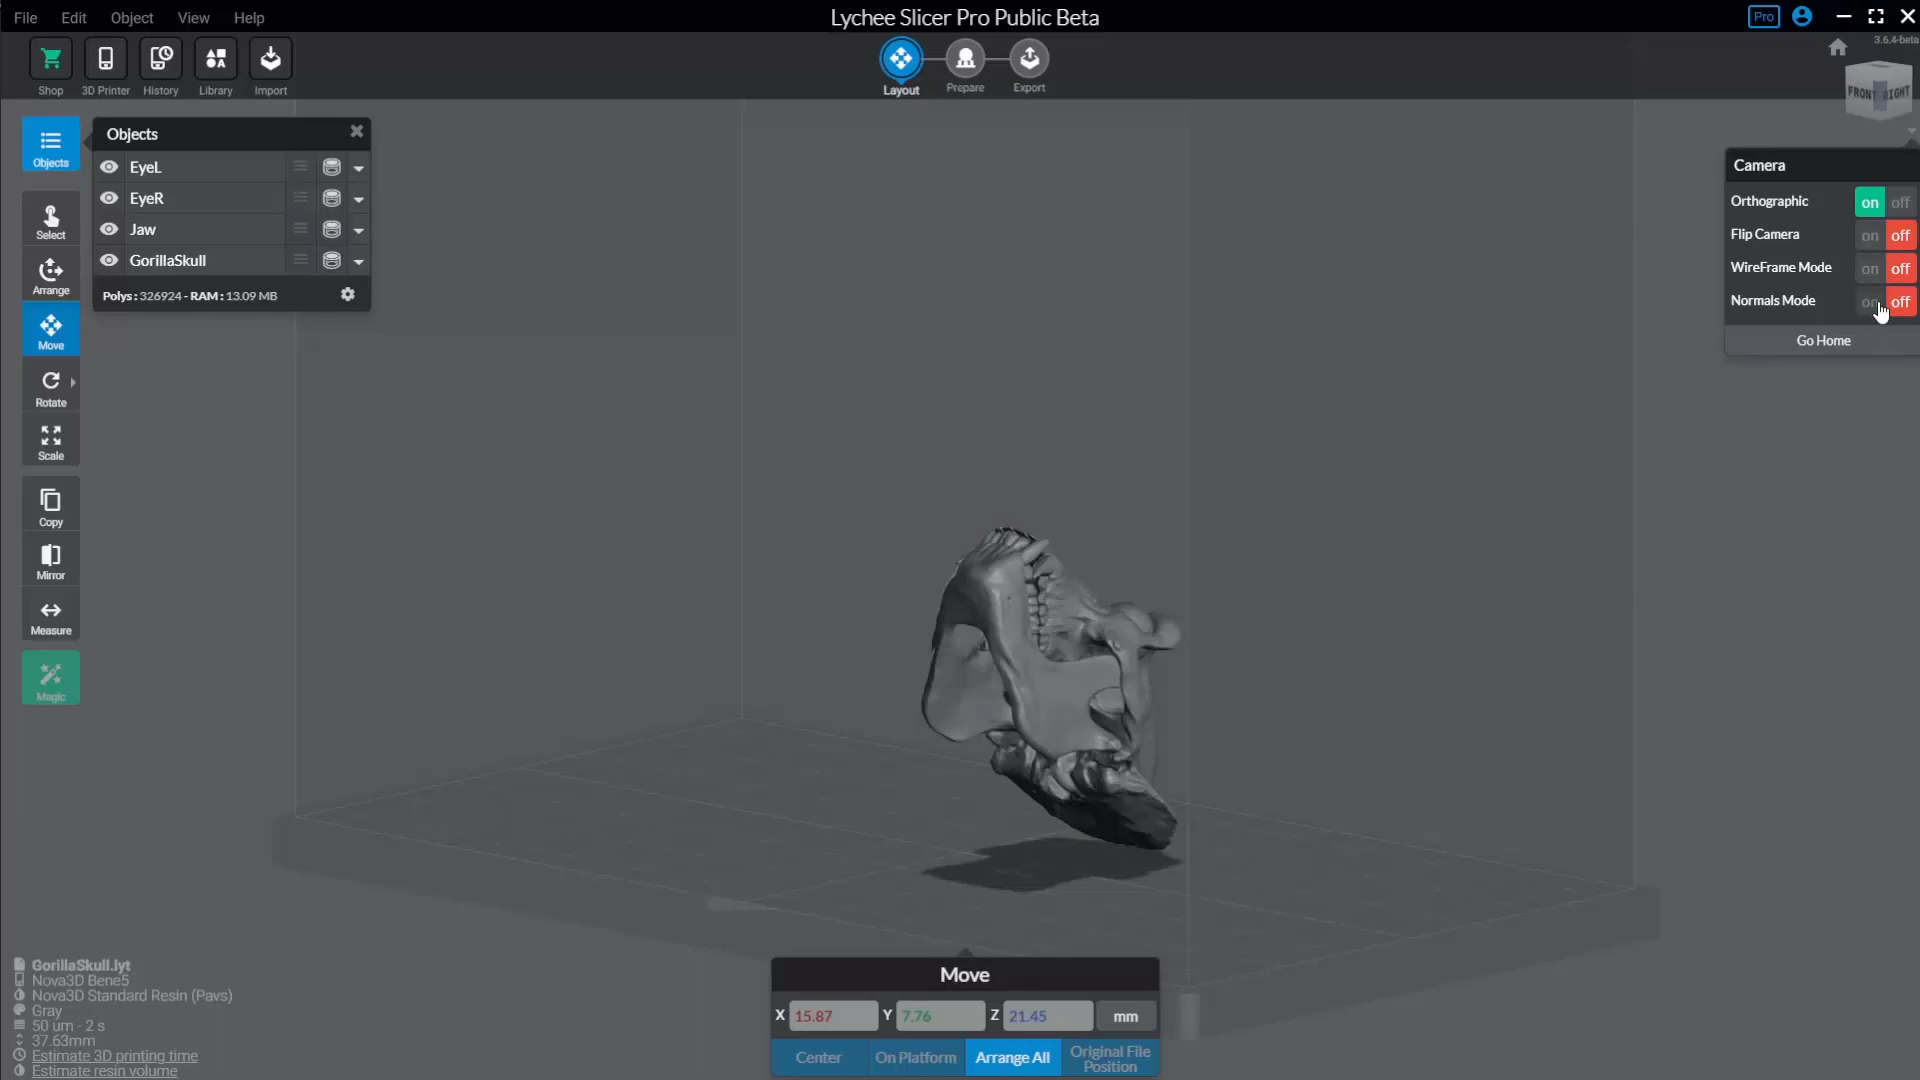 File Edit Object View Help
Lychee Slicer Pro Public Beta
Pro
3.6.4-beta
Shop 3D Printer History Library Import
Layout Prepare Export
FRONT RIGHT
Objects
Objects
EyeL
EyeR
Jaw
GorillaSkull
Polys : 326924 - RAM : 13.09 MB
Select
Arrange
Move
Rotate
Scale
Copy
Mirror
Measure
Magic
Camera
Orthographic on off
Flip Camera on off
WireFrame Mode on off
Normals Mode on off
Go Home
GorillaSkull.lyt
Nova3D Bene5
Nova3D Standard Resin (Pavs)
Gray
50 um - 2 s
37.63mm
Estimate 3D printing time
Estimate resin volume
Move
X 15.87 Y 7.76 Z 21.45 mm
Center On Platform Arrange All Original File
Position